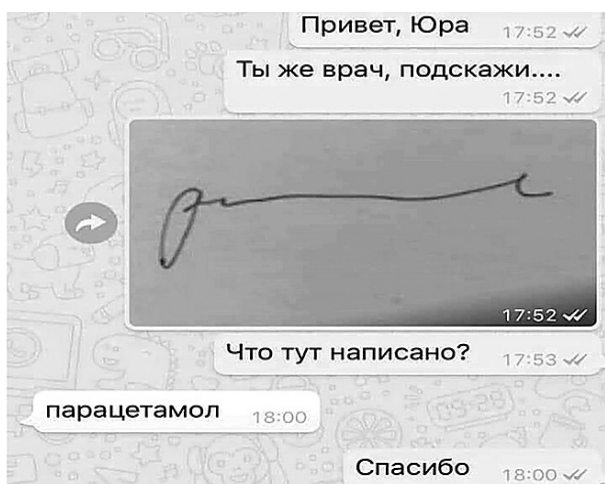 Привет, Юра 17:52
Ты же врач, подскажи....
17:52
17:52
Что тут написано? 17:53
парацетамол 18:00
Спасибо 18:00